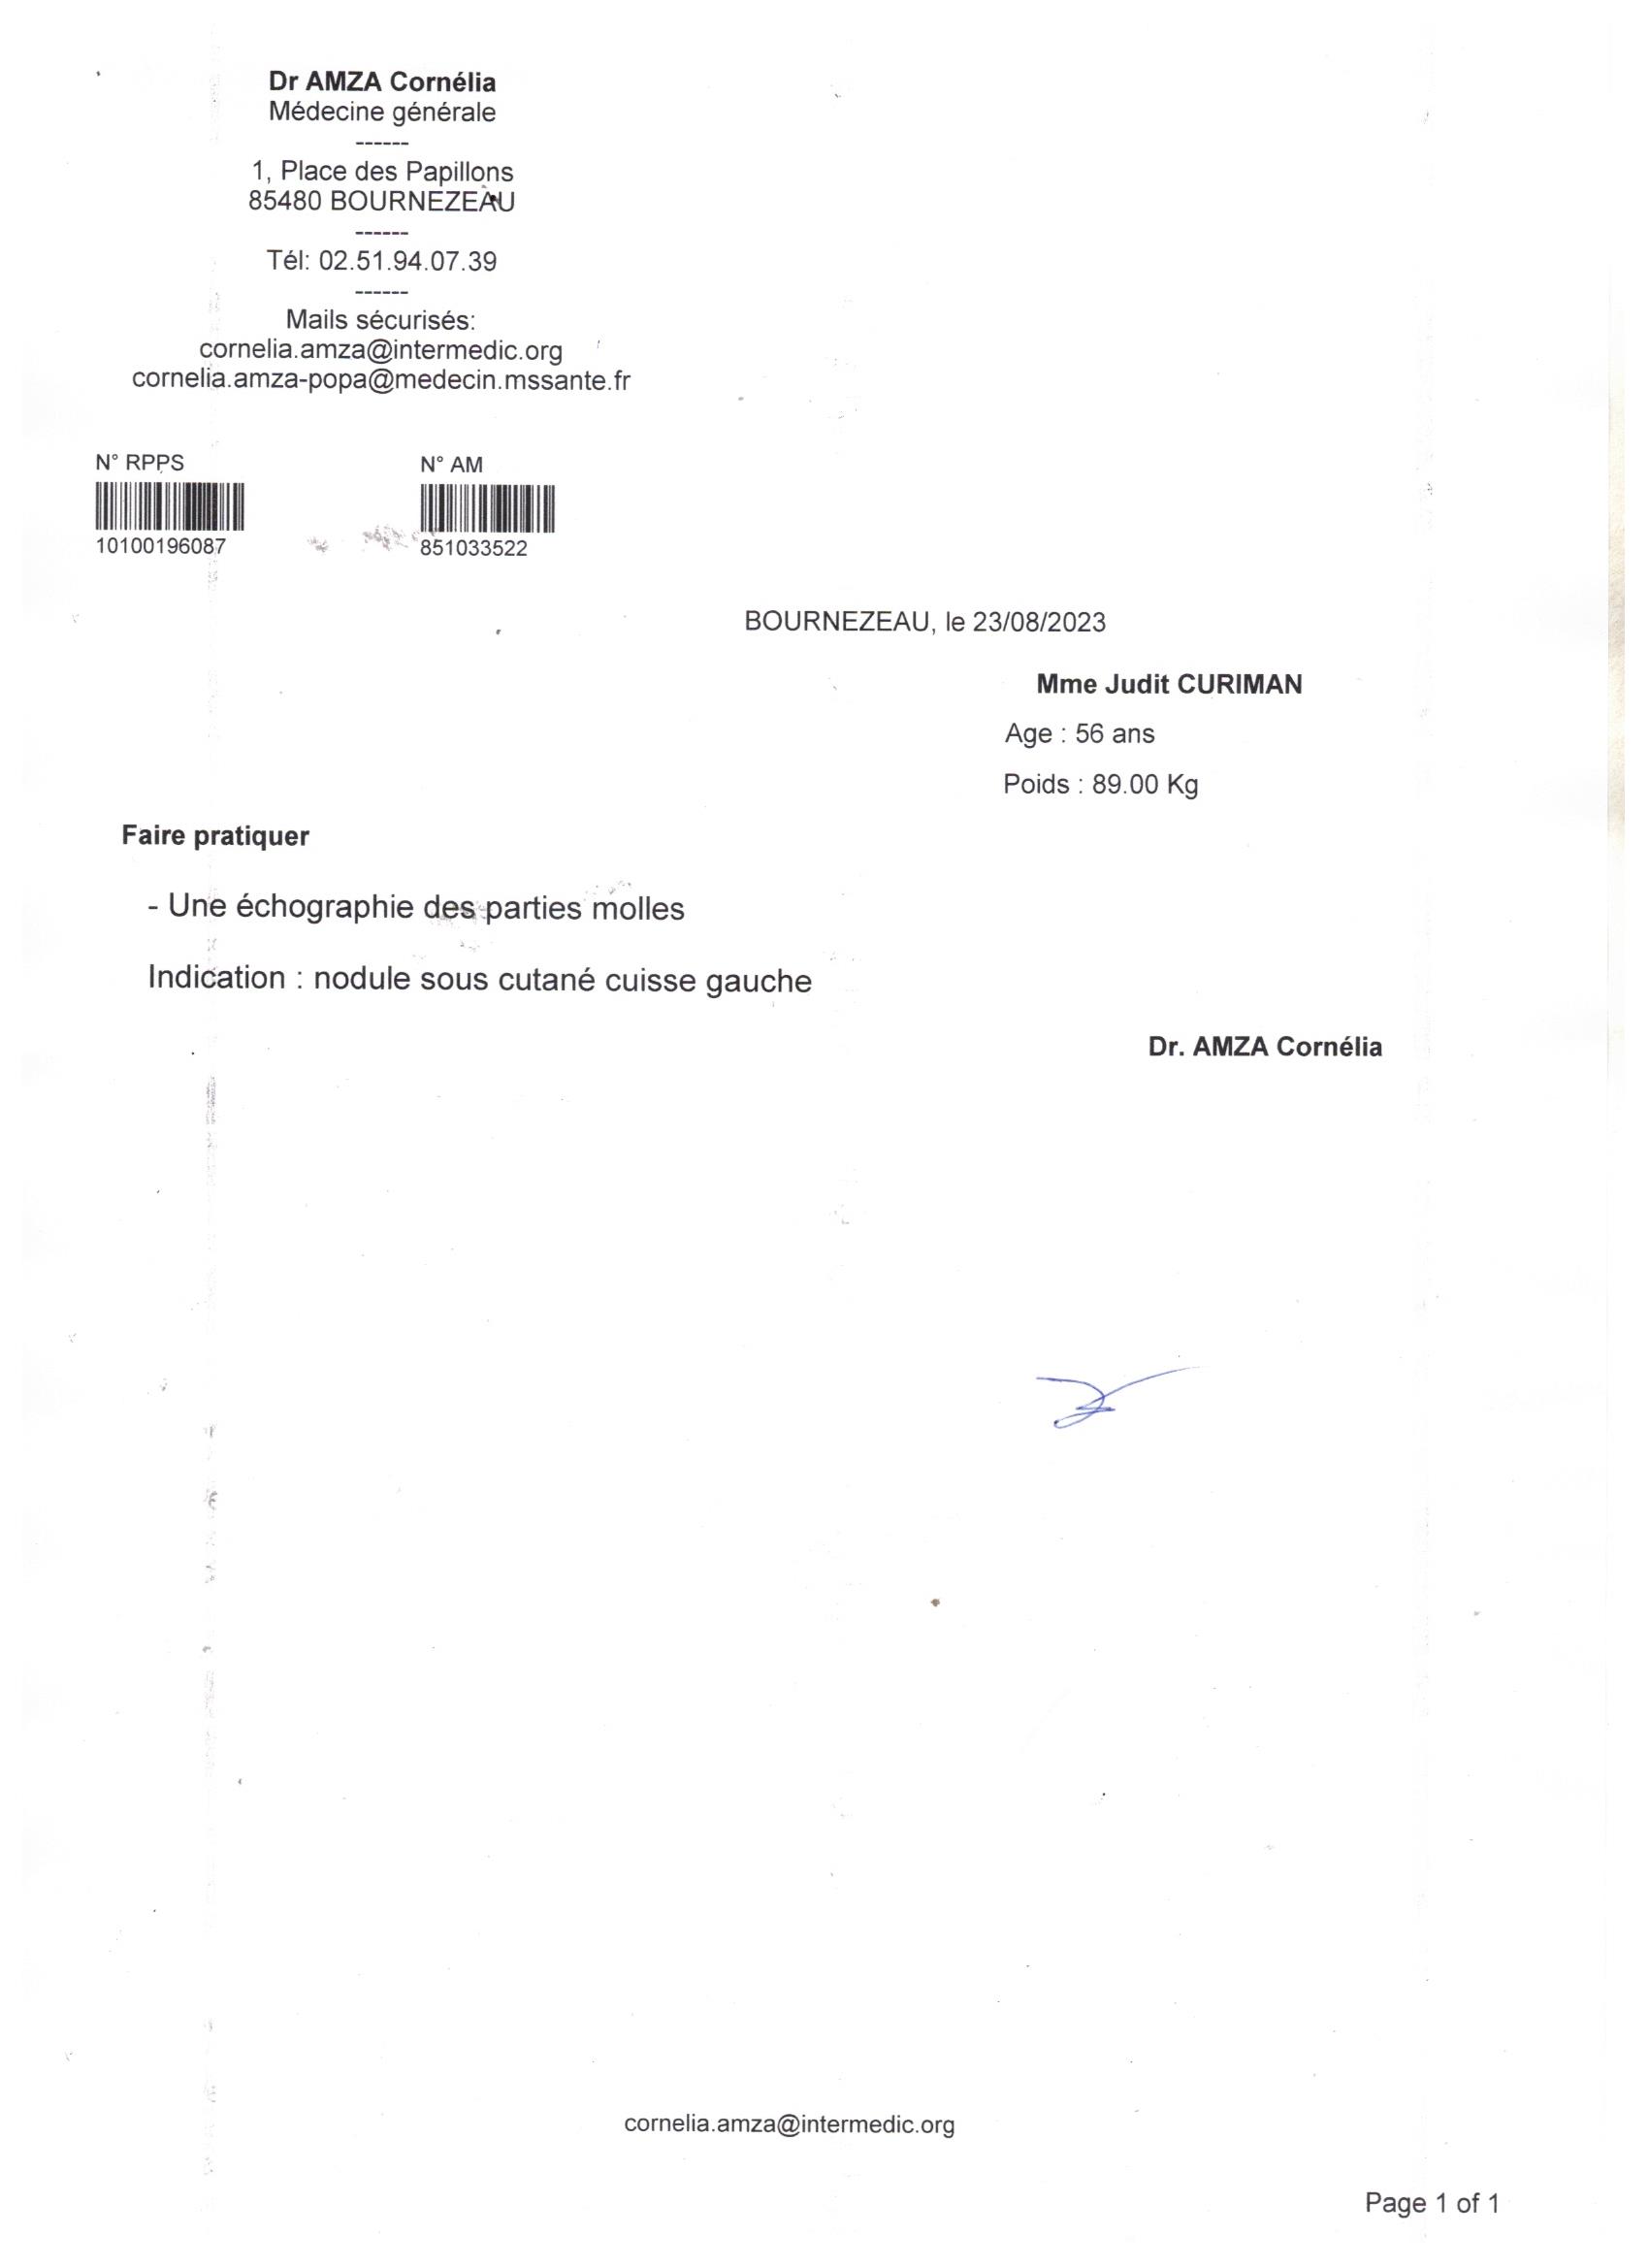 Dr AMZA Cornélia
Médecine générale
------
1, Place des Papillons
85480 BOURNEZEAU
------
Tél: 02.51.94.07.39
------
Mails sécurisés:
cornelia.amza@intermedic.org
cornelia.amza-popa@medecin.mssante.fr
N° RPPS
10100196087
N° AM
851033522
BOURNEZEAU, le 23/08/2023
Mme Judit CURIMAN
Age : 56 ans
Poids : 89.00 Kg
Faire pratiquer
- Une échographie des parties molles
Indication : nodule sous cutané cuisse gauche
Dr. AMZA Cornélia
cornelia.amza@intermedic.org
Page 1 of 1